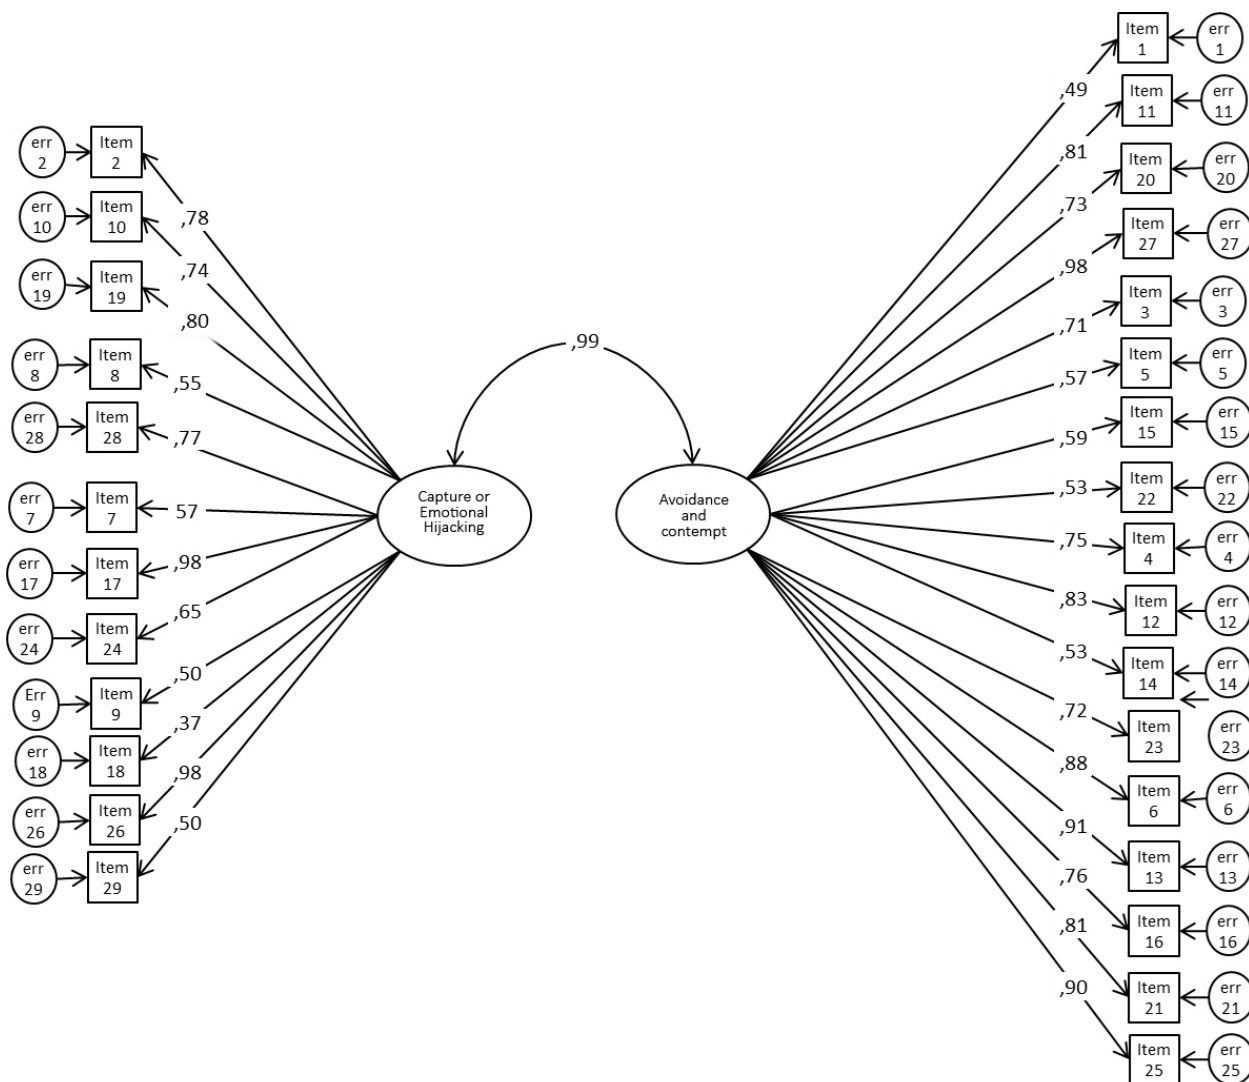 err
2
Item
2
err
10
Item
10
err
19
Item
19
err
8
Item
8
err
28
Item
28
err
7
Item
7
err
17
Item
17
err
24
Item
24
Err
9
Item
9
err
18
Item
18
err
26
Item
26
err
29
Item
29
,78
,74
,80
,55
,77
57
,98
,65
,50
,37
,98
,50
Capture or
Emotional
Hijacking
,99
Avoidance
and
contempt
,49
,81
,73
,98
,71
,57
,59
,53
,75
,83
,53
,72
,88
,91
,76
,81
,90
Item
1
err
1
Item
11
err
11
Item
20
err
20
Item
27
err
27
Item
3
err
3
Item
5
err
5
Item
15
err
15
Item
22
err
22
Item
4
err
4
Item
12
err
12
Item
14
err
14
Item
23
err
23
Item
6
err
6
Item
13
err
13
Item
16
err
16
Item
21
err
21
Item
25
err
25